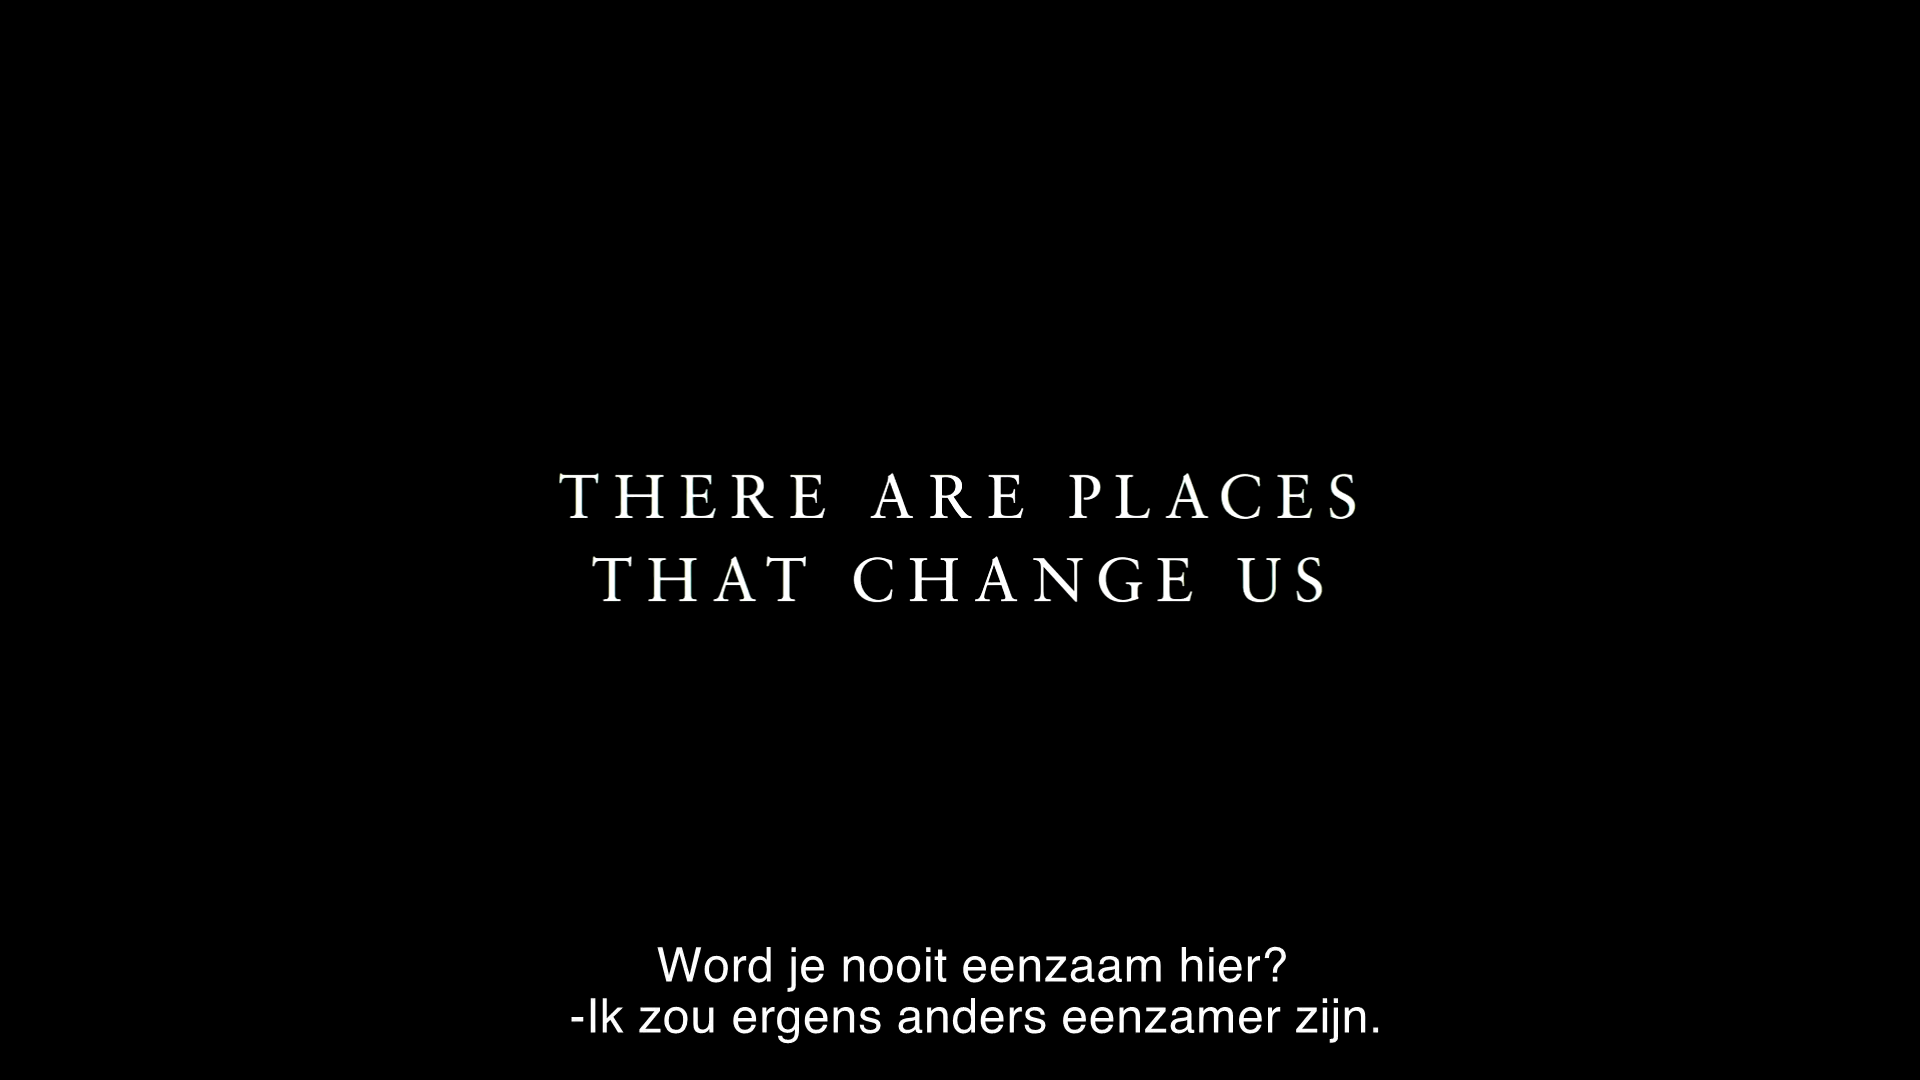 THERE ARE PLACES
THAT CHANGE US
Word je nooit eenzaam hier?
-Ik zou ergens anders eenzamer zijn.